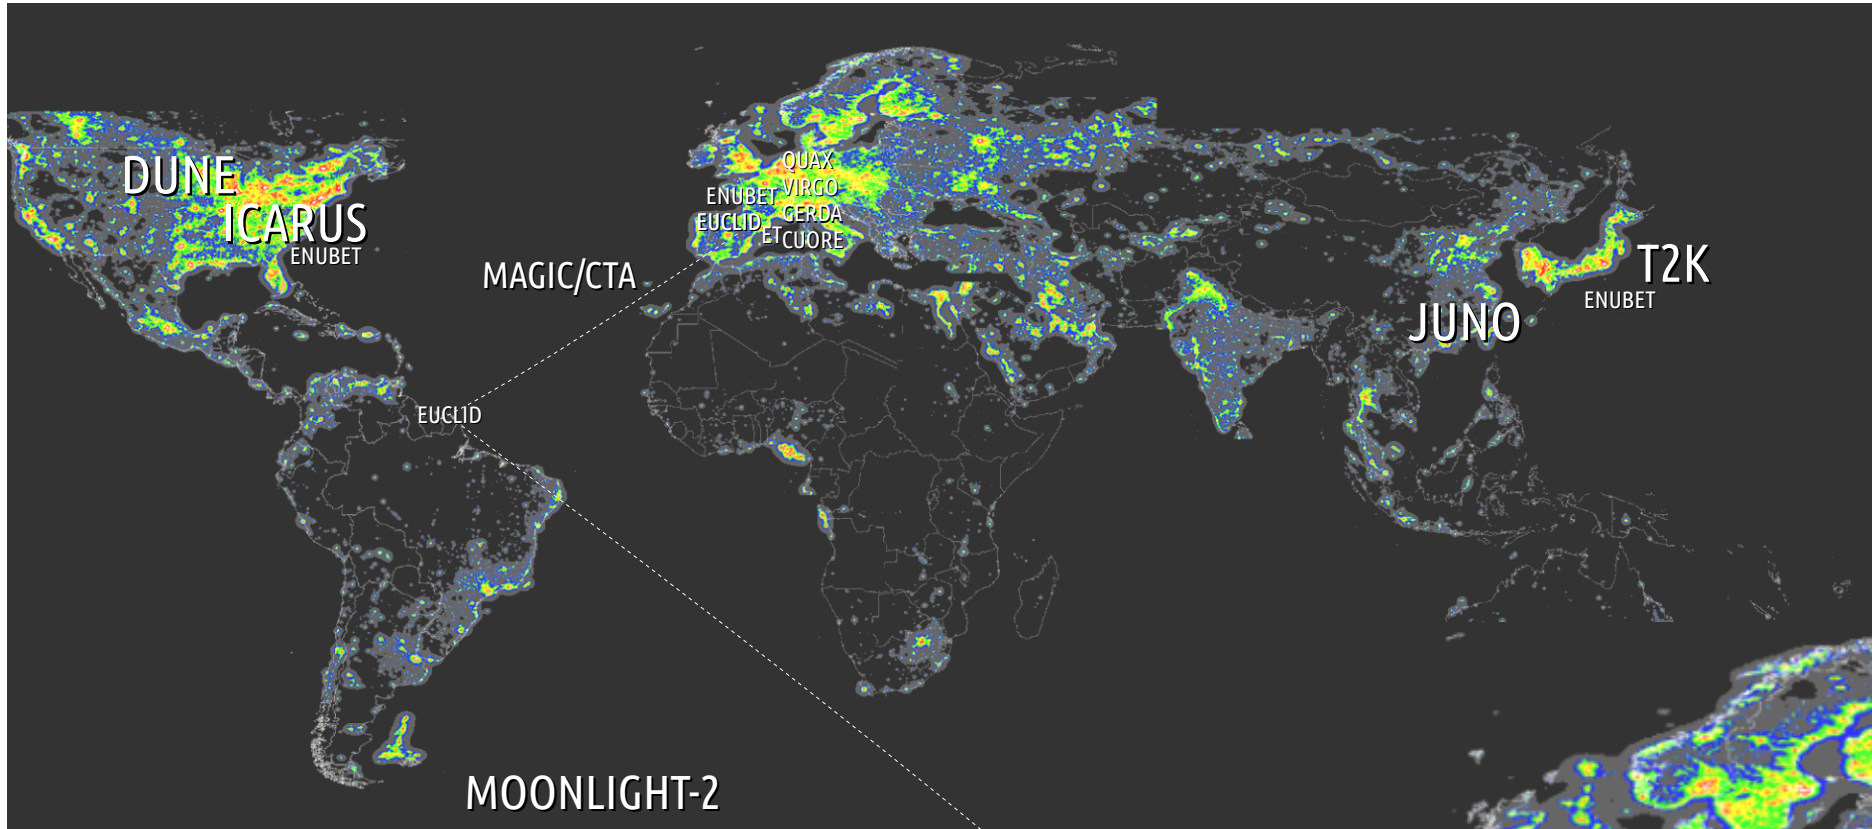 DUNE
ICARUS
ENUBET
MAGIC/CTA
EUCLID
QUAX
ENUBET VIRGO
EUCLID GERDA
ET CUORE
T2K
ENUBET
JUNO
MOONLIGHT-2